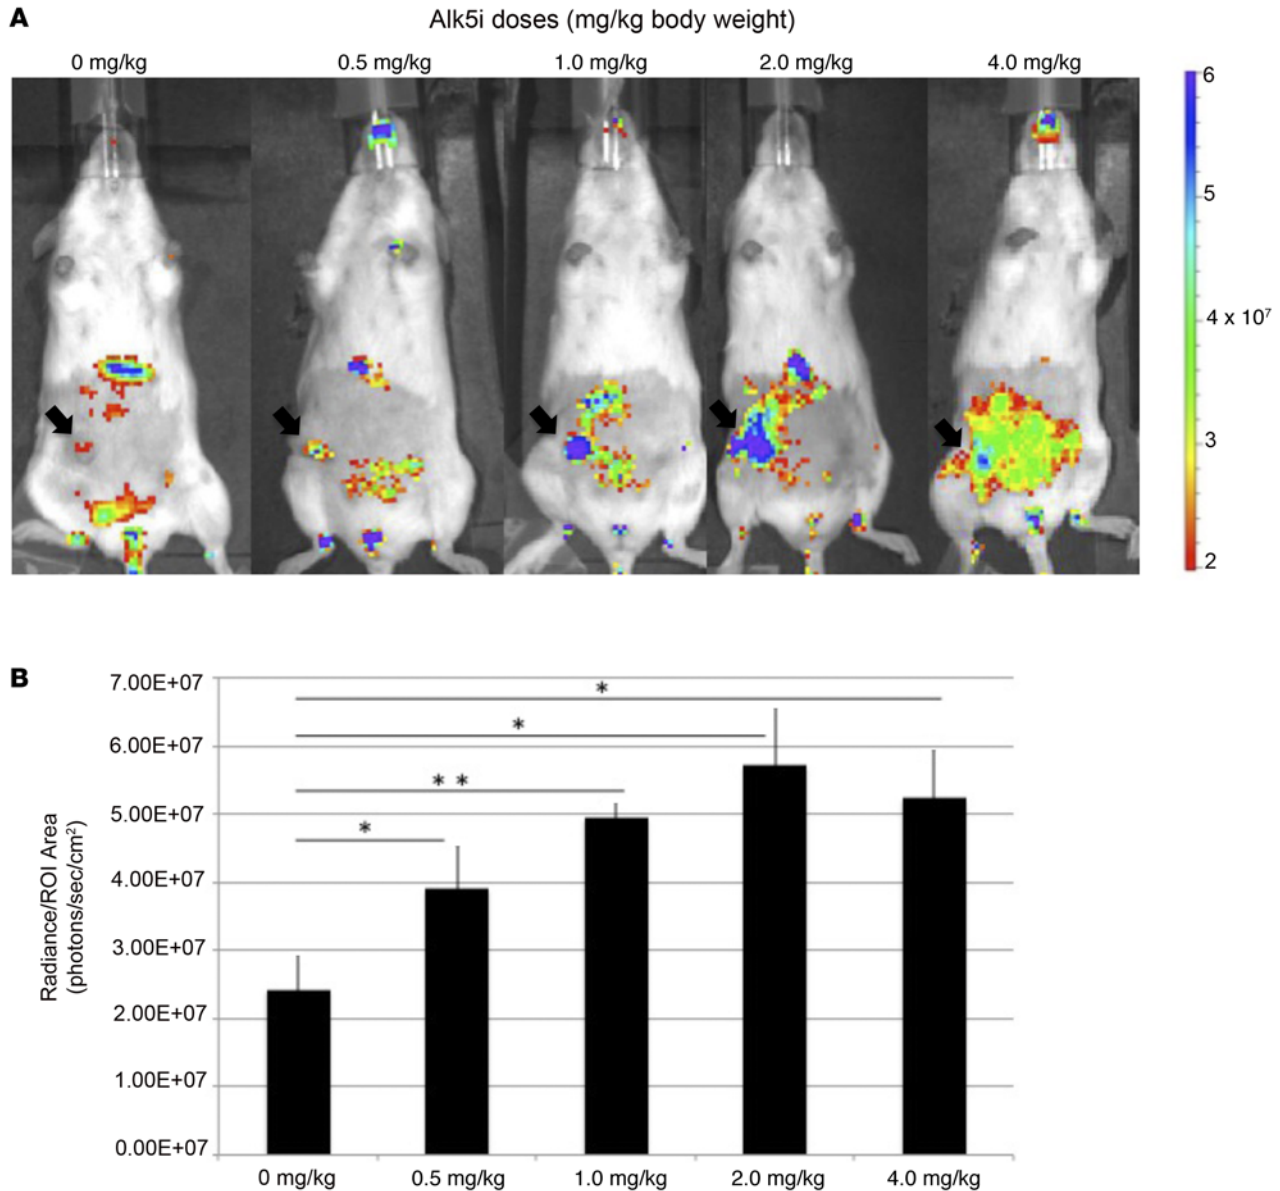 A
Alk5i doses (mg/kg body weight)
0 mg/kg 0.5 mg/kg 1.0 mg/kg 2.0 mg/kg 4.0 mg/kg
6
5
4 x 10⁷
3
2
B
7.00E+07
6.00E+07
5.00E+07
4.00E+07
3.00E+07
2.00E+07
1.00E+07
0.00E+07
Radiance/ROI Area
(photons/sec/cm²)
*
*
* *
*
0 mg/kg 0.5 mg/kg 1.0 mg/kg 2.0 mg/kg 4.0 mg/kg